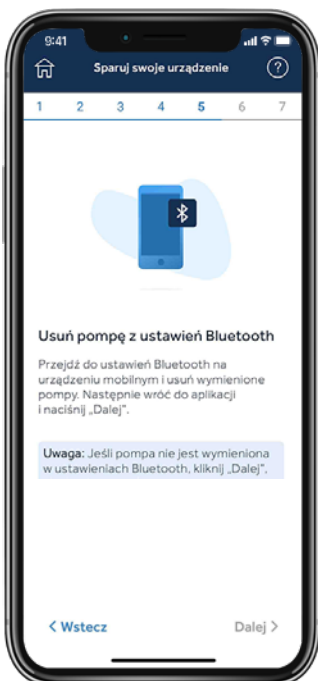 9:41
Sparuj swoje urządzenie
?
1 2 3 4 5 6 7
Usuń pompę z ustawień Bluetooth
Przejdź do ustawień Bluetooth na
urządzeniu mobilnym i usuń wymienione
pompy. Następnie wróć do aplikacji
i naciśnij „Dalej”.
Uwaga: Jeśli pompa nie jest wymieniona
w ustawieniach Bluetooth, kliknij „Dalej”.
< Wstecz Dalej >